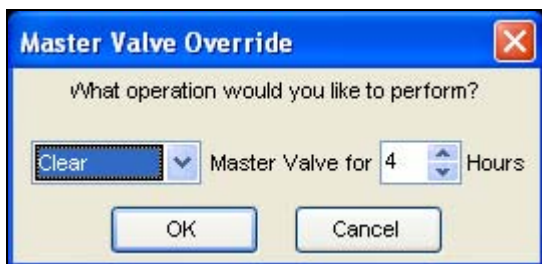 Master Valve Override
What operation would you like to perform?
Clear Master Valve for 4 Hours
OK Cancel